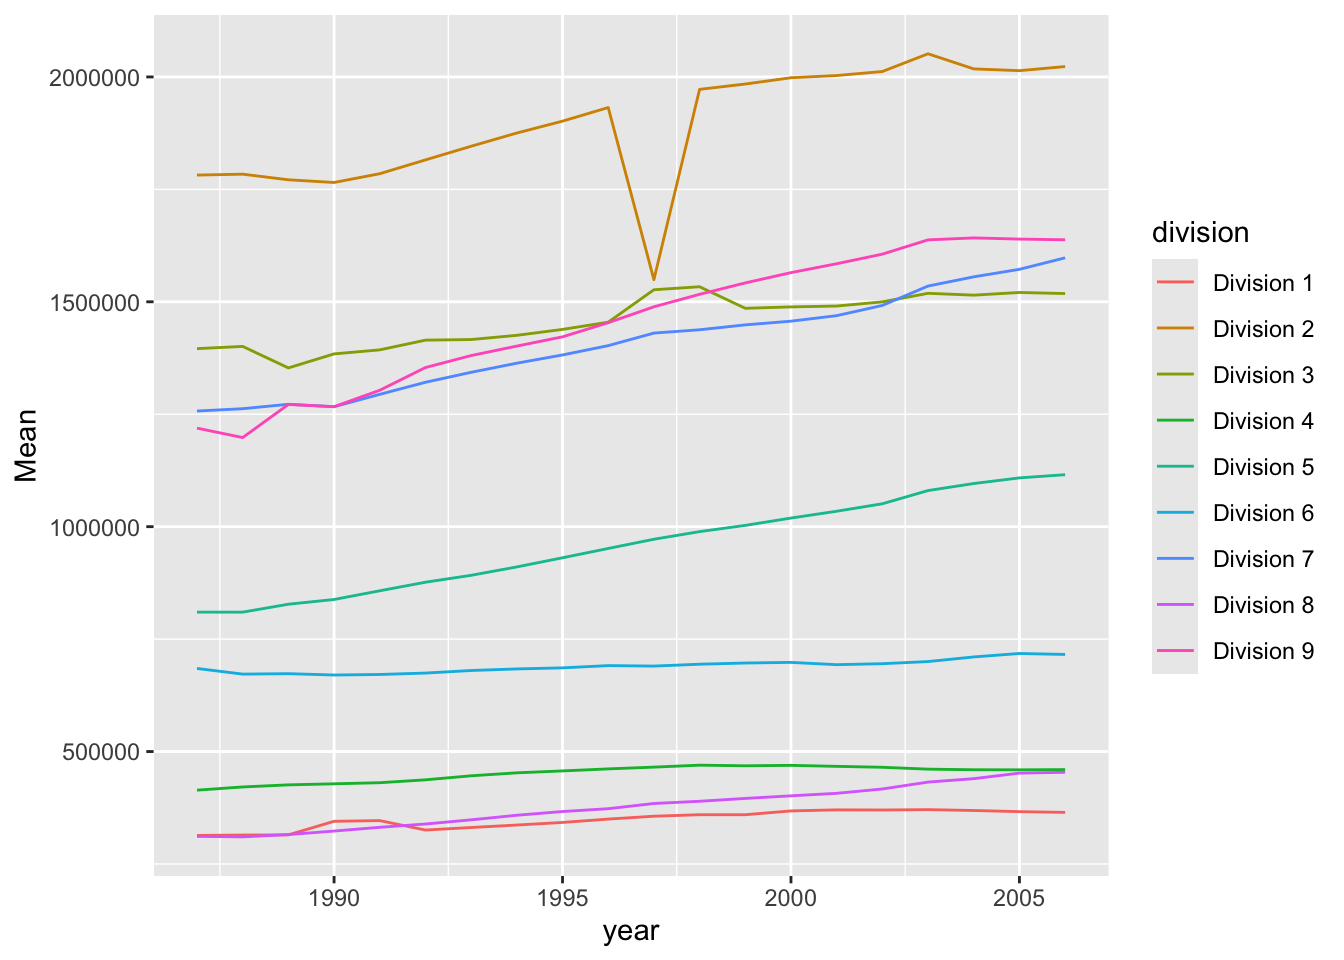 2000000
1500000
1000000
500000
Mean
1990 1995 2000 2005
year
division
Division 1
Division 2
Division 3
Division 4
Division 5
Division 6
Division 7
Division 8
Division 9